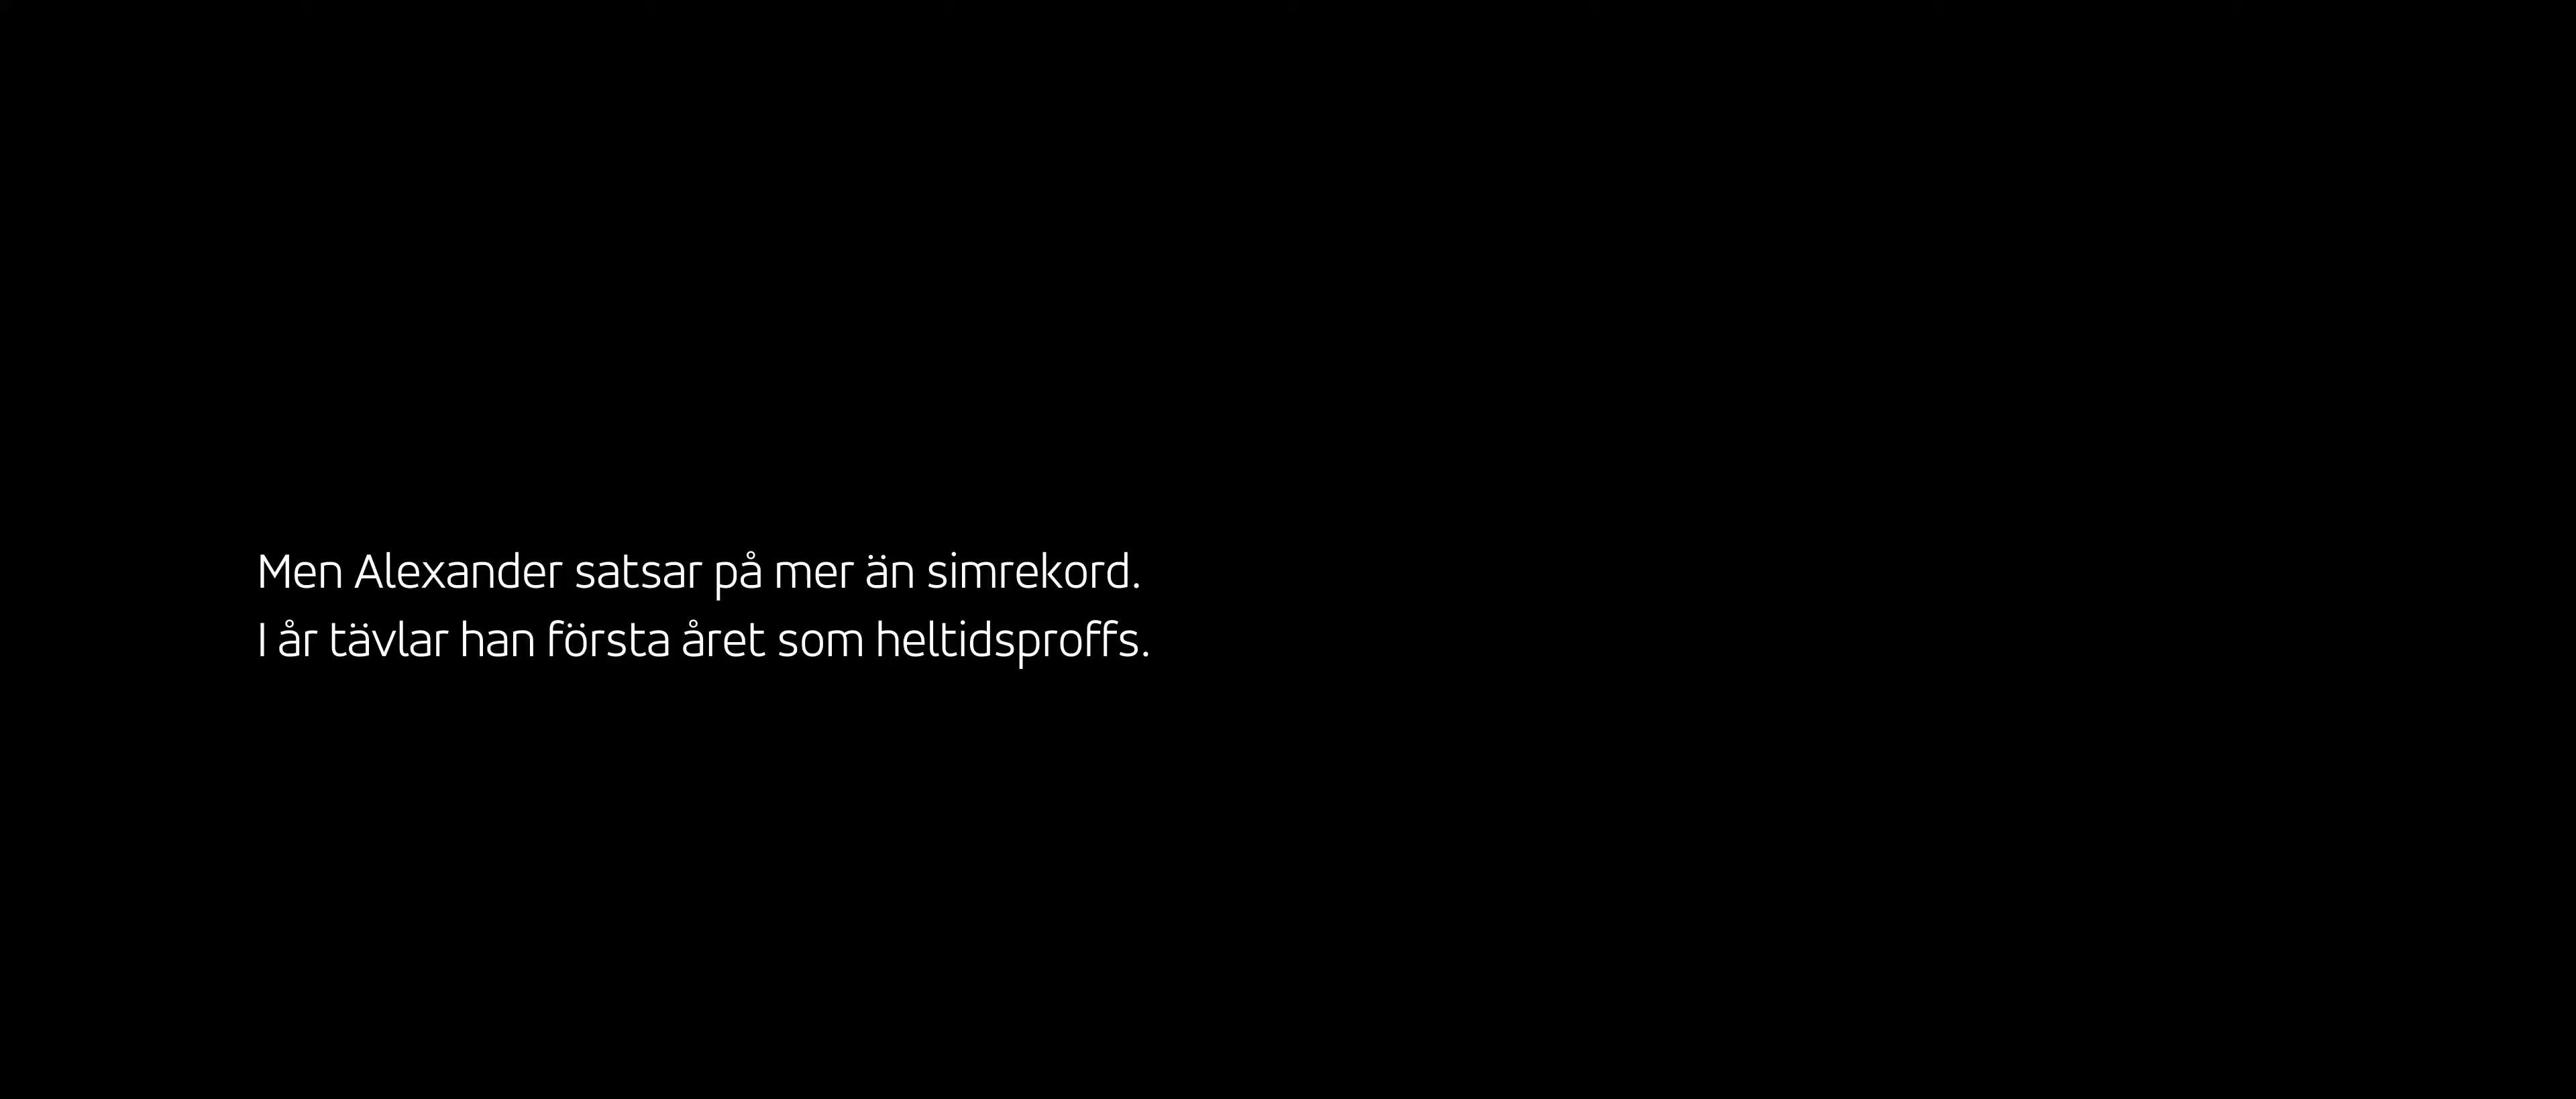 Men Alexander satsar på mer än simrekord.
I år tävlar han första året som heltidsproffs.